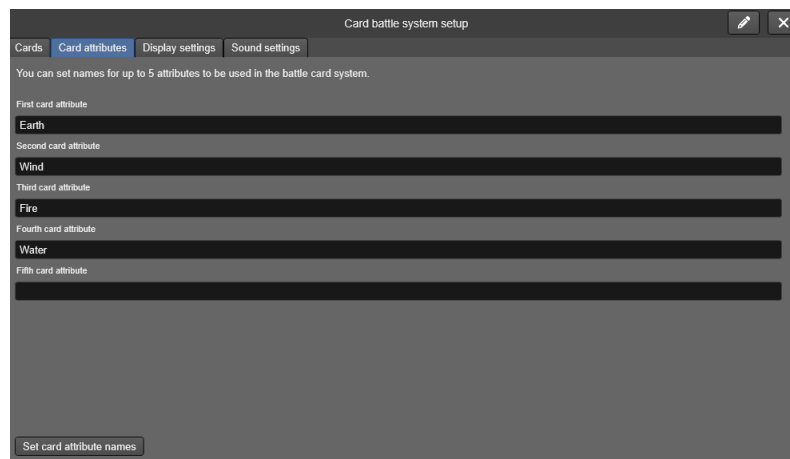 Card battle system setup
Cards Card attributes Display settings Sound settings
You can set names for up to 5 attributes to be used in the battle card system.
First card attribute
Earth
Second card attribute
Wind
Third card attribute
Fire
Fourth card attribute
Water
Fifth card attribute
Set card attribute names